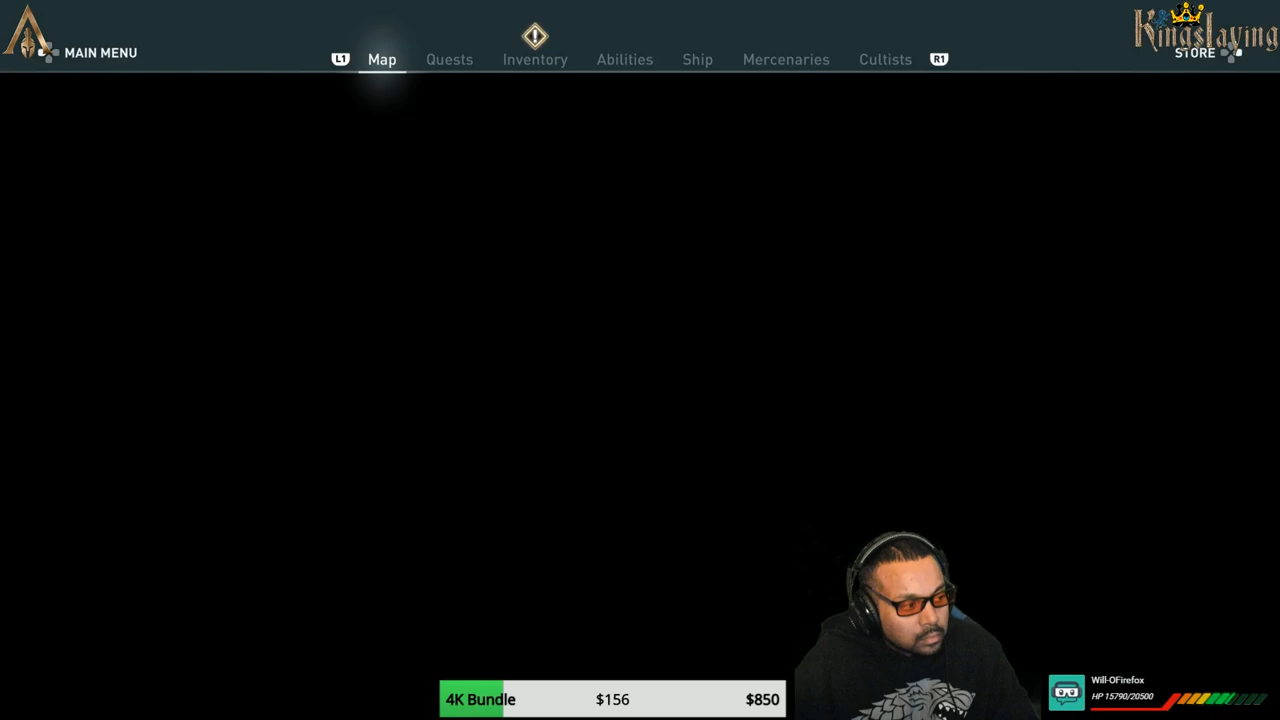 MAIN MENU
L1 Map Quests Inventory Abilities Ship Mercenaries Cultists R1
Kingslaying
STORE
4K Bundle $156 $850
Will-OFirefox
HP 15790/20500